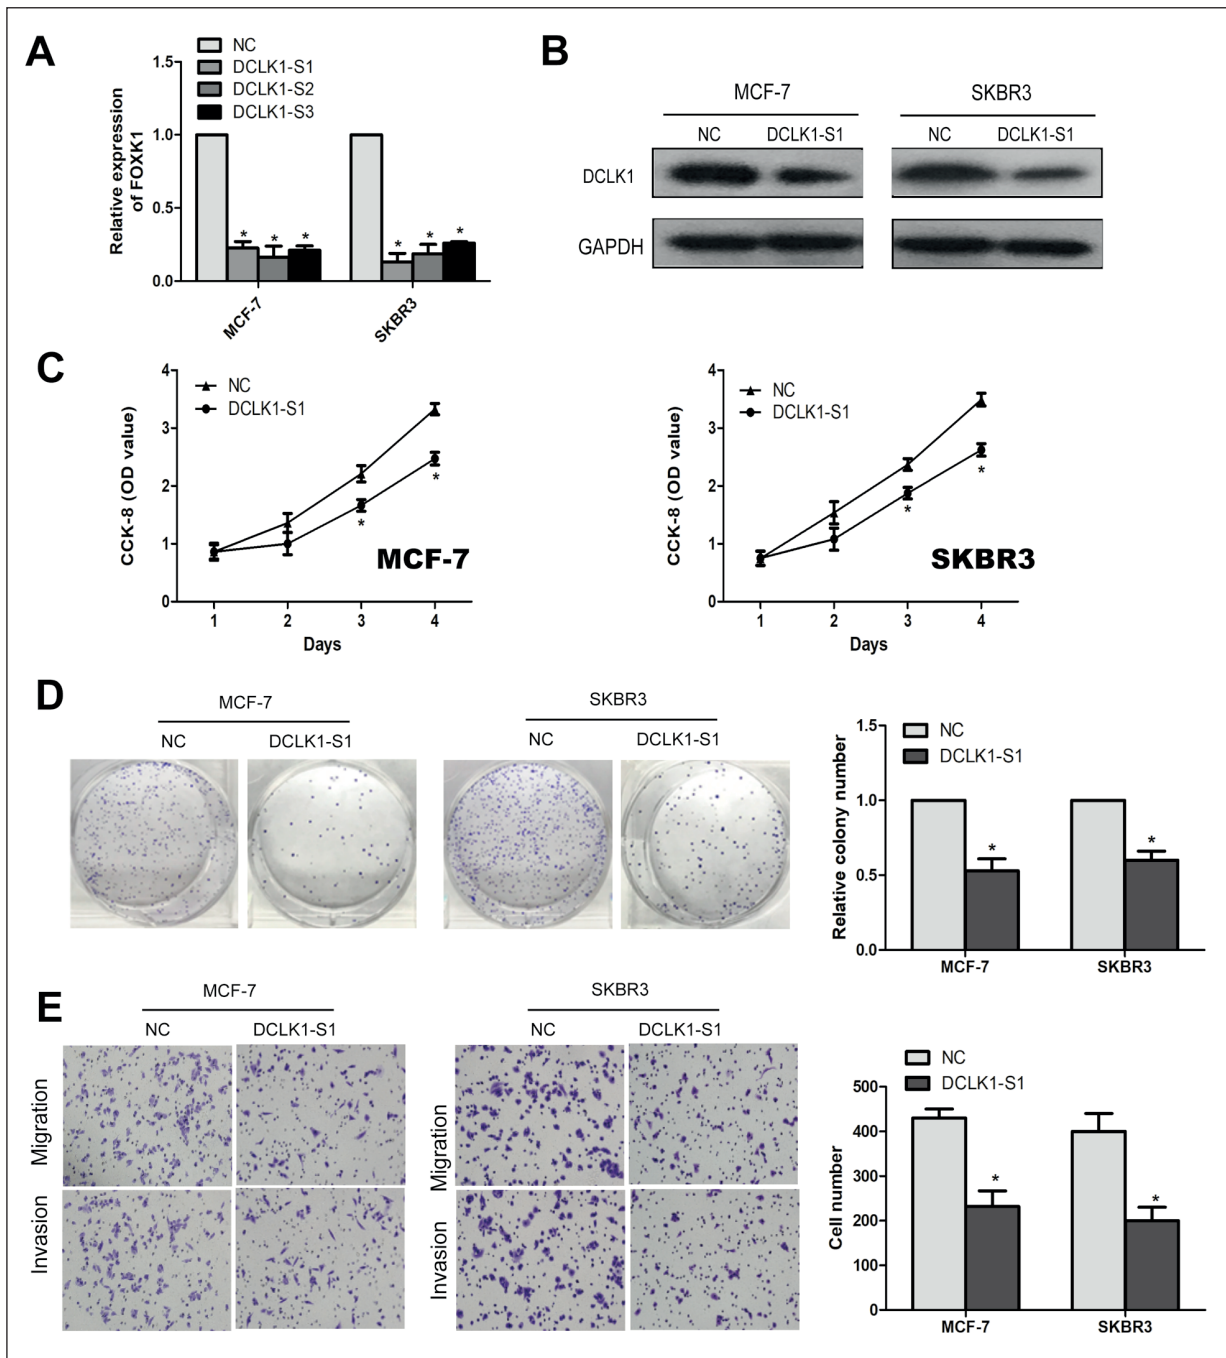 A
NC
DCLK1-S1
DCLK1-S2
DCLK1-S3
Relative expression
of FOXK1
1.5
1.0
0.5
0.0
* * *
* * *
MCF-7
SKBR3
B
MCF-7
SKBR3
NC
DCLK1-S1
NC
DCLK1-S1
DCLK1
GAPDH
C
NC
DCLK1-S1
CCK-8 (OD value)
4
3
2
1
0
*
*
MCF-7
1 2 3 4
Days
NC
DCLK1-S1
CCK-8 (OD value)
4
3
2
1
0
*
*
SKBR3
1 2 3 4
Days
D
MCF-7
NC
DCLK1-S1
SKBR3
NC
DCLK1-S1
NC
DCLK1-S1
Relative colony number
1.5
1.0
0.5
0.0
*
*
MCF-7
SKBR3
E
MCF-7
NC
DCLK1-S1
Migration
Invasion
SKBR3
NC
DCLK1-S1
Migration
Invasion
NC
DCLK1-S1
Cell number
500
400
300
200
100
0
*
*
MCF-7
SKBR3